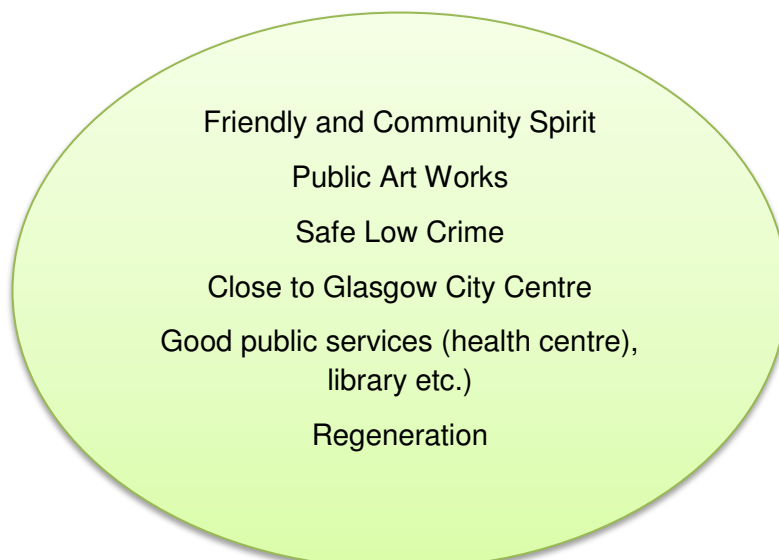 Friendly and Community Spirit
Public Art Works
Safe Low Crime
Close to Glasgow City Centre
Good public services (health centre),
library etc.)
Regeneration